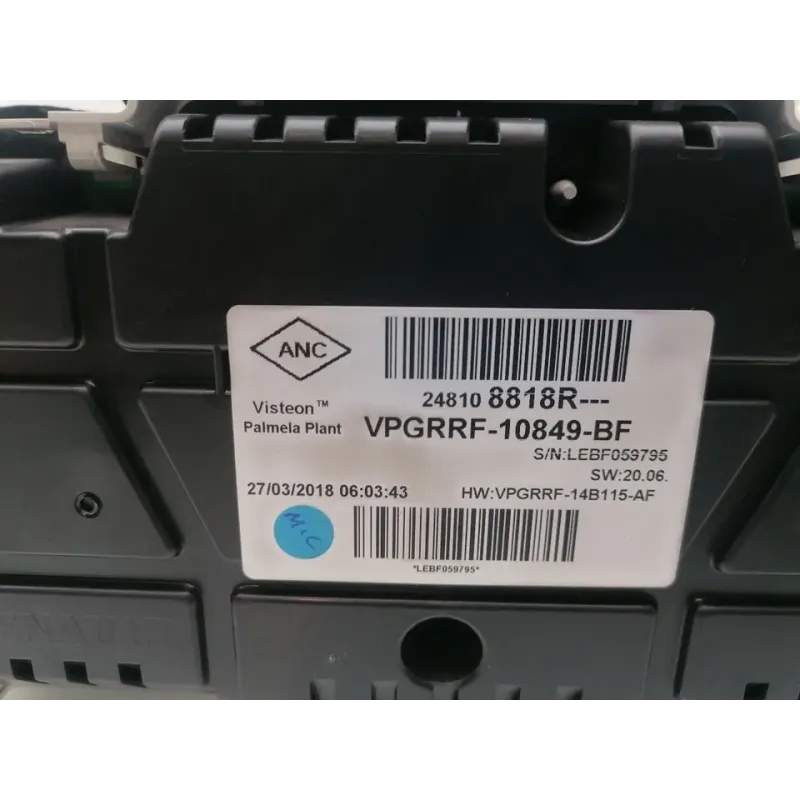 ANC
Visteon™
Palmela Plant
24810 8818R---
VPGRRF-10849-BF
S/N:LEBF059795
SW:20.06.
27/03/2018 06:03:43
HW:VPGRRF-14B115-AF
M.C
*LEBF059795*